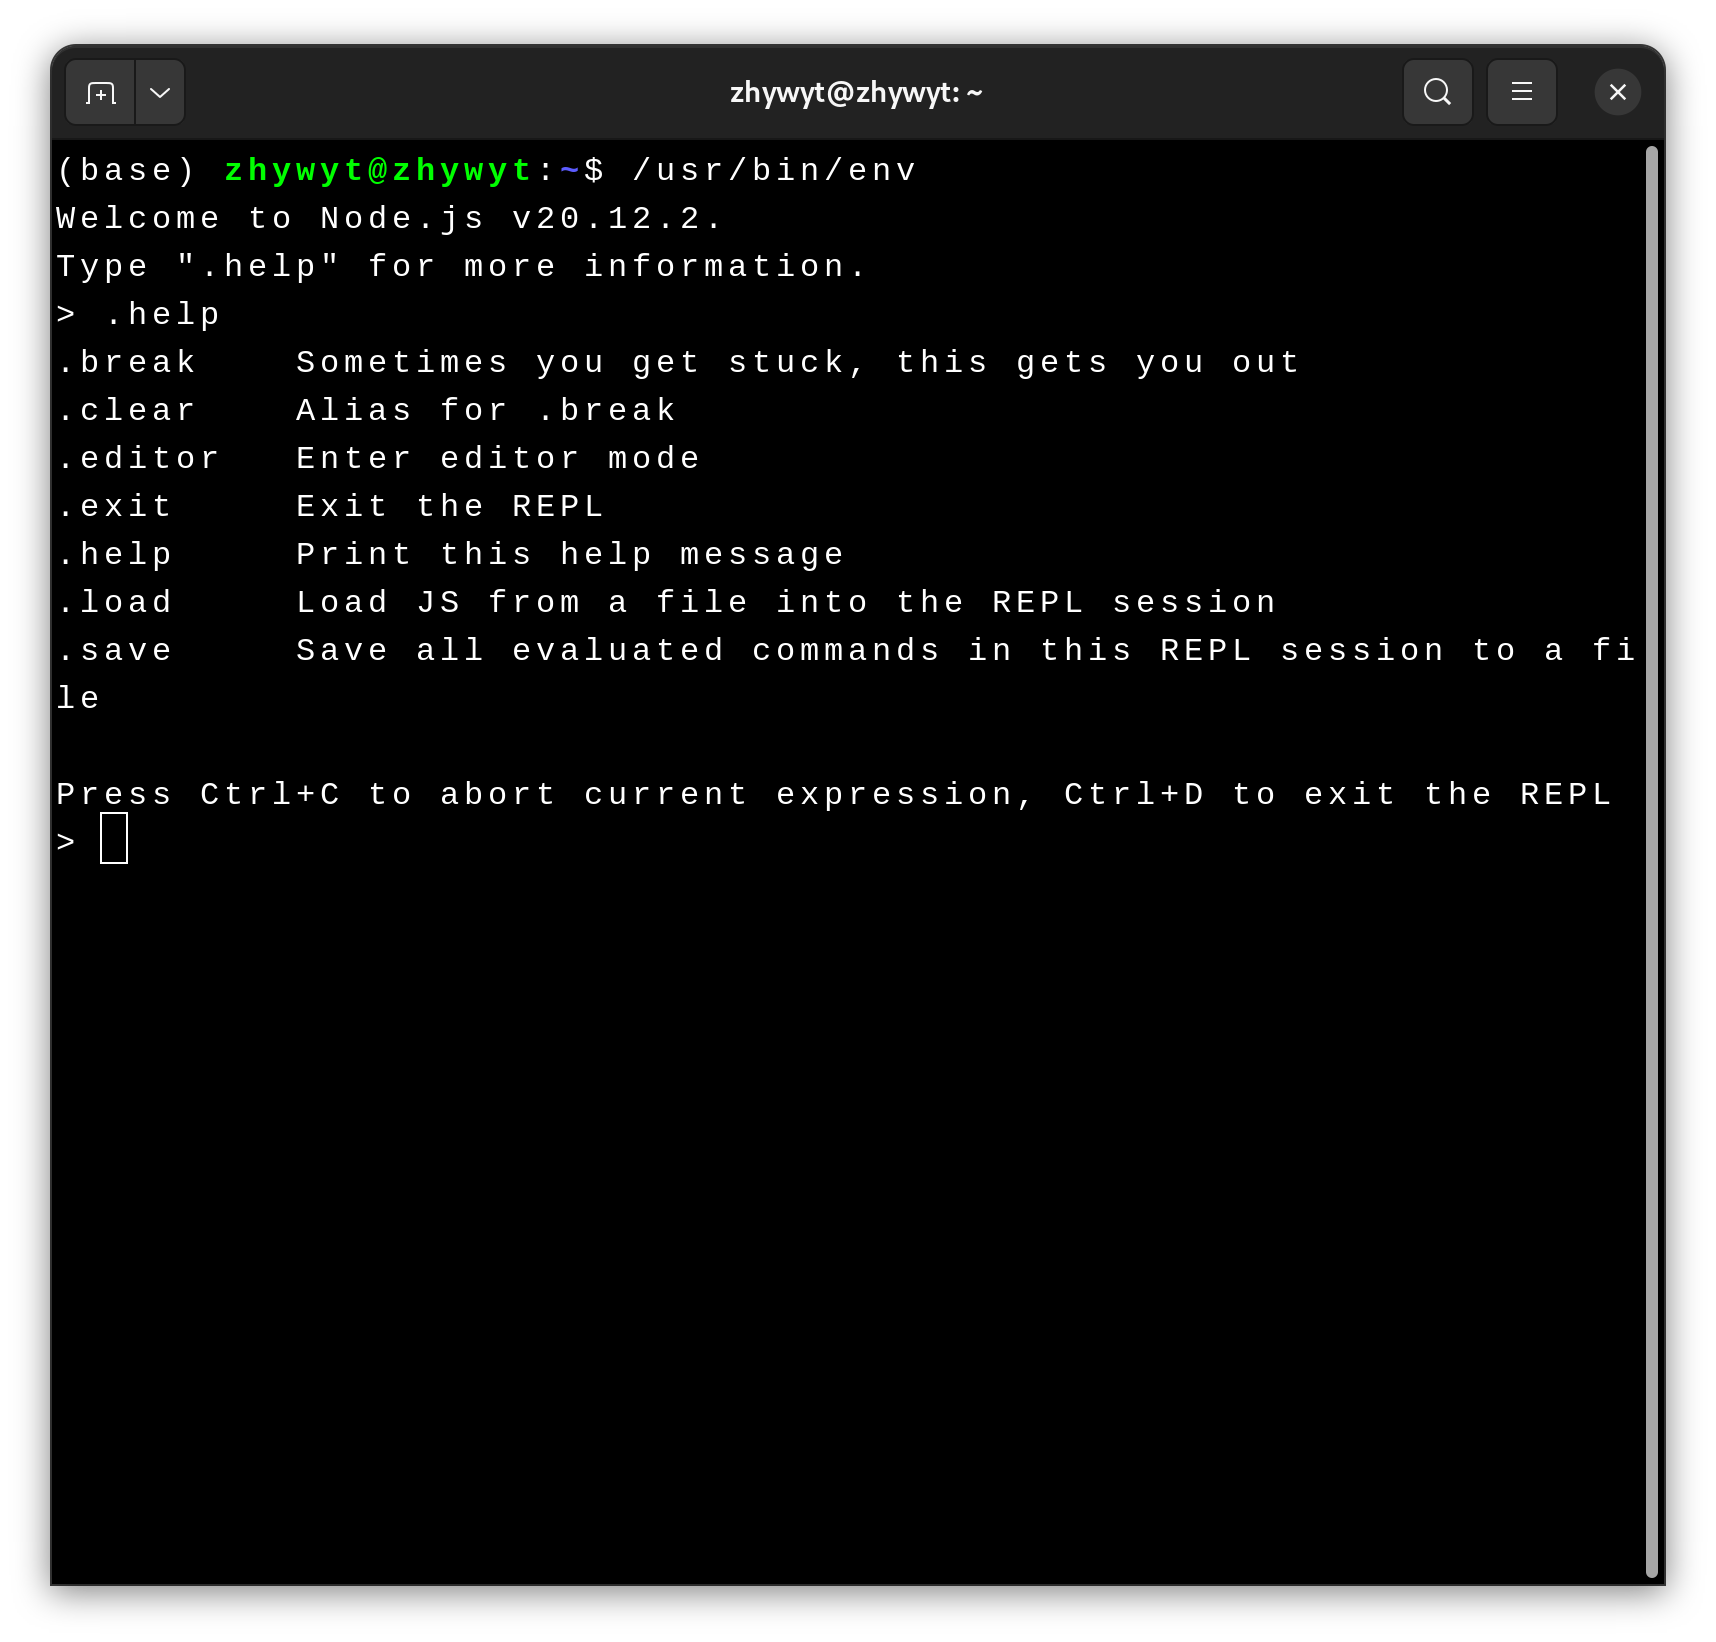 zhywyt@zhywyt: ~
(base) zhywyt@zhywyt:~$ /usr/bin/env
Welcome to Node.js v20.12.2.
Type ".help" for more information.
> .help
.break    Sometimes you get stuck, this gets you out
.clear    Alias for .break
.editor   Enter editor mode
.exit     Exit the REPL
.help     Print this help message
.load     Load JS from a file into the REPL session
.save     Save all evaluated commands in this REPL session to a fi
le
Press Ctrl+C to abort current expression, Ctrl+D to exit the REPL
>